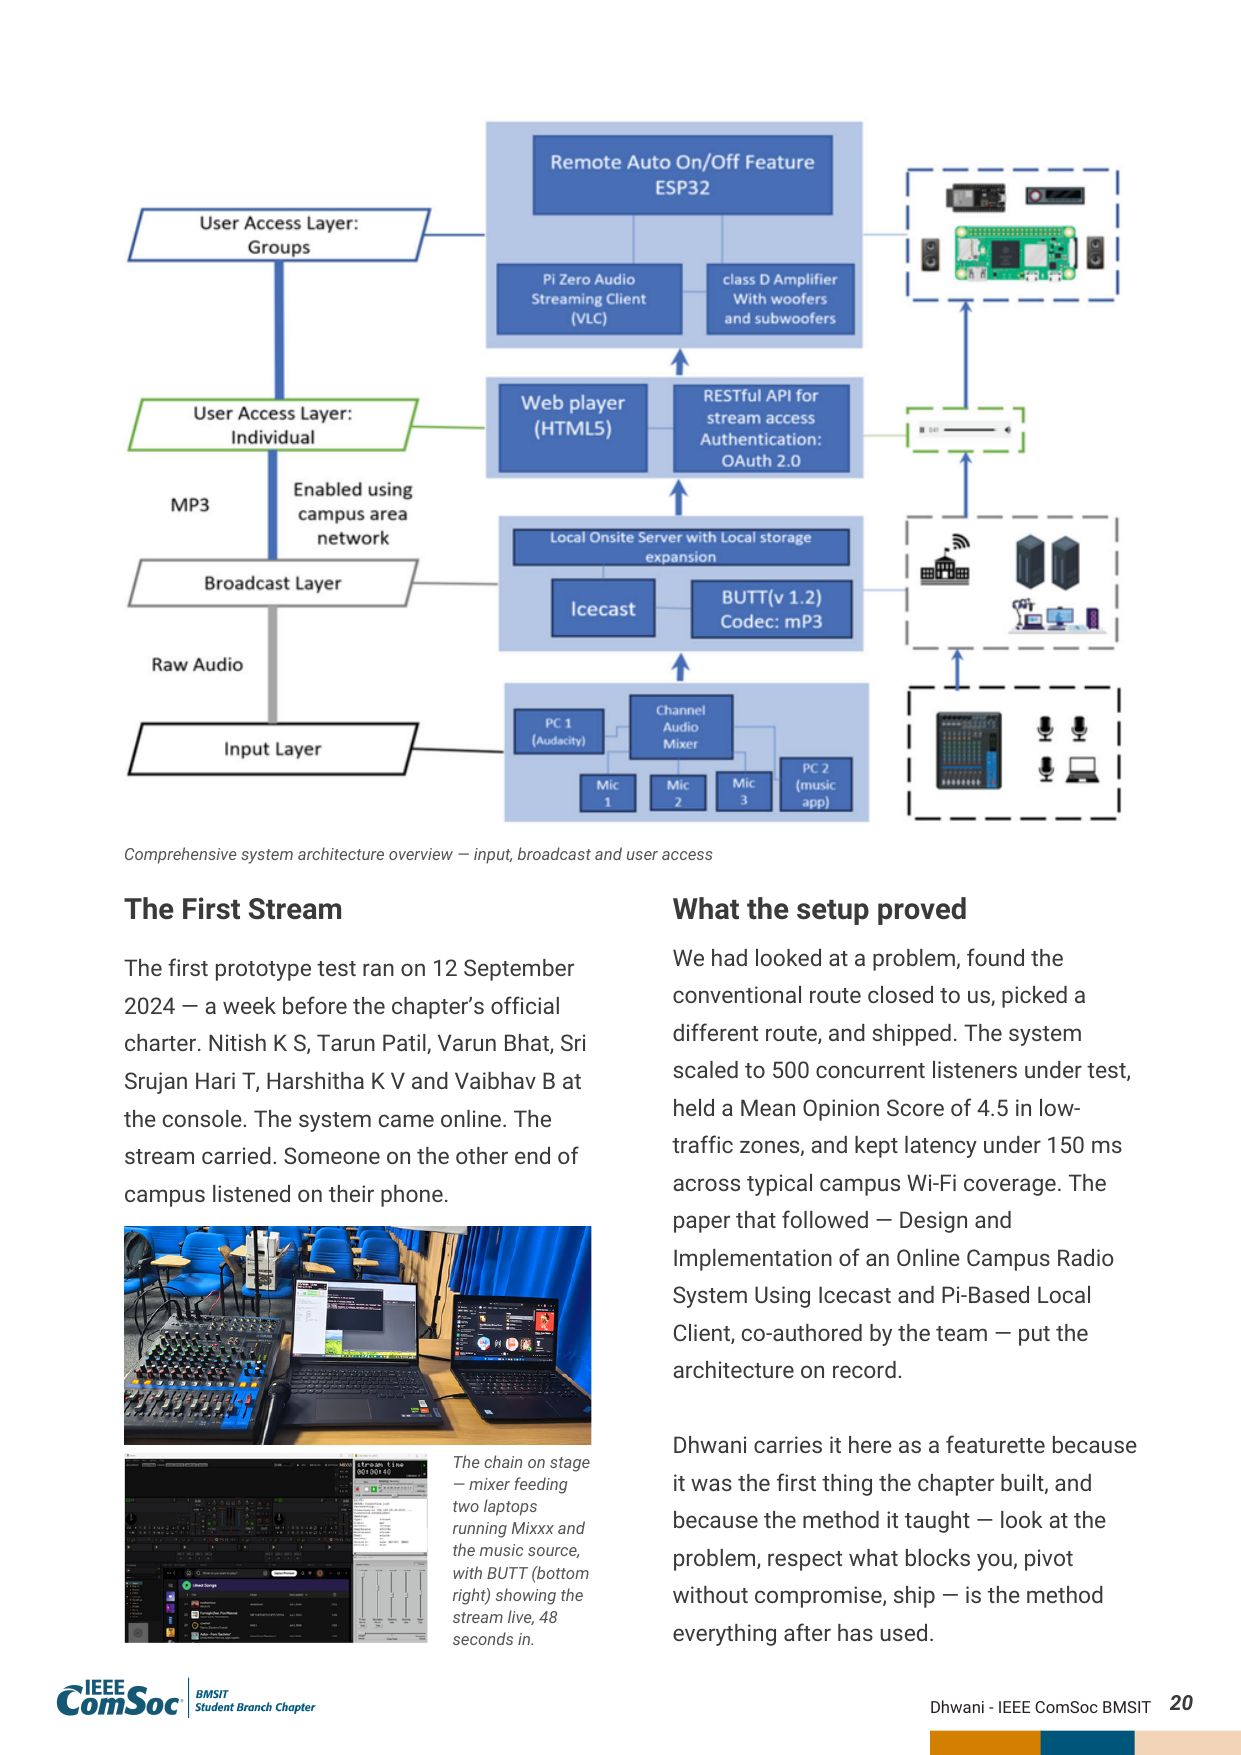 Remote Auto On/Off Feature
ESP32
User Access Layer:
Groups
Pi Zero Audio
Streaming Client
(VLC)
class D Amplifier
With woofers
and subwoofers
User Access Layer:
Individual
Web player
(HTML5)
RESTful API for
stream access
Authentication:
OAuth 2.0
MP3
Enabled using
campus area
network
Broadcast Layer
Local Onsite Server with Local storage
expansion
Icecast
BUTT(v 1.2)
Codec: mP3
Raw Audio
Input Layer
PC 1
(Audacity)
Channel
Audio
Mixer
Mic
1
Mic
2
Mic
3
PC 2
(music
app)
Comprehensive system architecture overview — input, broadcast and user access
The First Stream
The first prototype test ran on 12 September
2024 — a week before the chapter’s official
charter. Nitish K S, Tarun Patil, Varun Bhat, Sri
Srujan Hari T, Harshitha K V and Vaibhav B at
the console. The system came online. The
stream carried. Someone on the other end of
campus listened on their phone.
stream time
00:00:40
Liked Songs
The chain on stage
— mixer feeding
two laptops
running Mixxx and
the music source,
with BUTT (bottom
right) showing the
stream live, 48
seconds in.
What the setup proved
We had looked at a problem, found the
conventional route closed to us, picked a
different route, and shipped. The system
scaled to 500 concurrent listeners under test,
held a Mean Opinion Score of 4.5 in low-
traffic zones, and kept latency under 150 ms
across typical campus Wi-Fi coverage. The
paper that followed — Design and
Implementation of an Online Campus Radio
System Using Icecast and Pi-Based Local
Client, co-authored by the team — put the
architecture on record.
Dhwani carries it here as a featurette because
it was the first thing the chapter built, and
because the method it taught — look at the
problem, respect what blocks you, pivot
without compromise, ship — is the method
everything after has used.
IEEE
ComSoc
BMSIT
Student Branch Chapter
Dhwani - IEEE ComSoc BMSIT 20